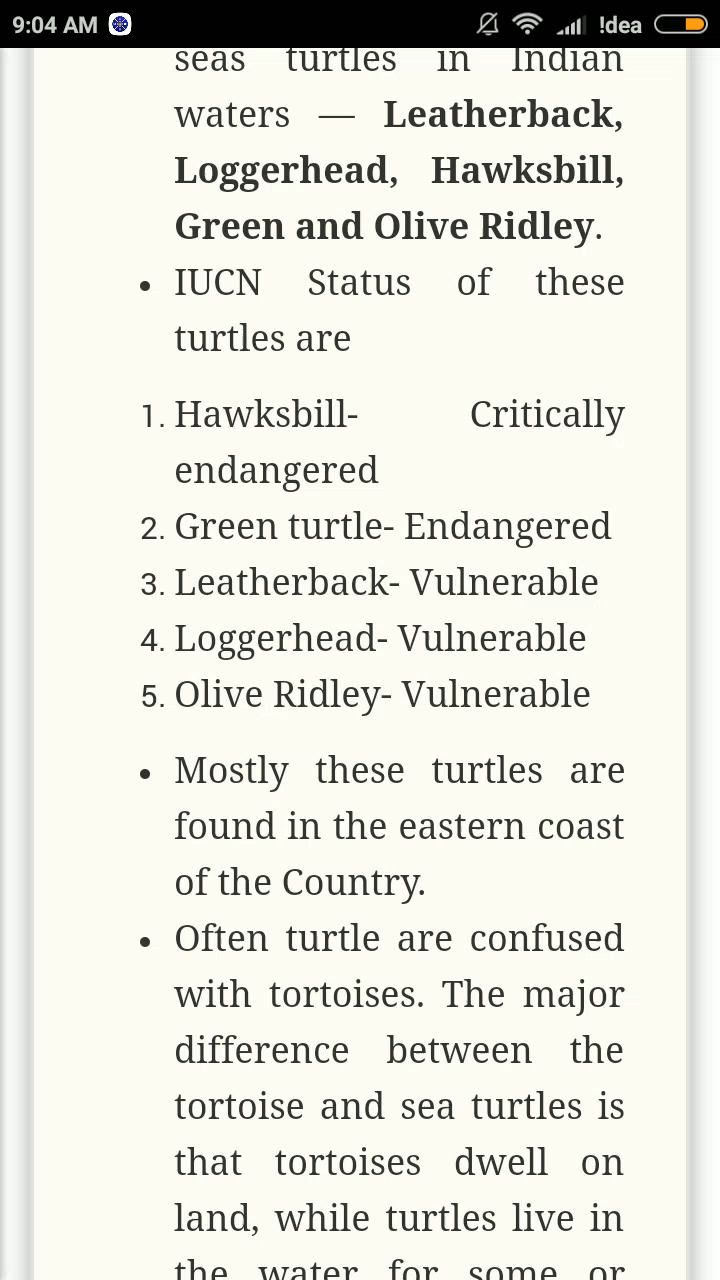 9:04 AM !dea
seas turtles in Indian
waters — Leatherback,
Loggerhead, Hawksbill,
Green and Olive Ridley.
• IUCN Status of these
turtles are
1. Hawksbill- Critically
endangered
2. Green turtle- Endangered
3. Leatherback- Vulnerable
4. Loggerhead- Vulnerable
5. Olive Ridley- Vulnerable
• Mostly these turtles are
found in the eastern coast
of the Country.
• Often turtle are confused
with tortoises. The major
difference between the
tortoise and sea turtles is
that tortoises dwell on
land, while turtles live in
the water for some or